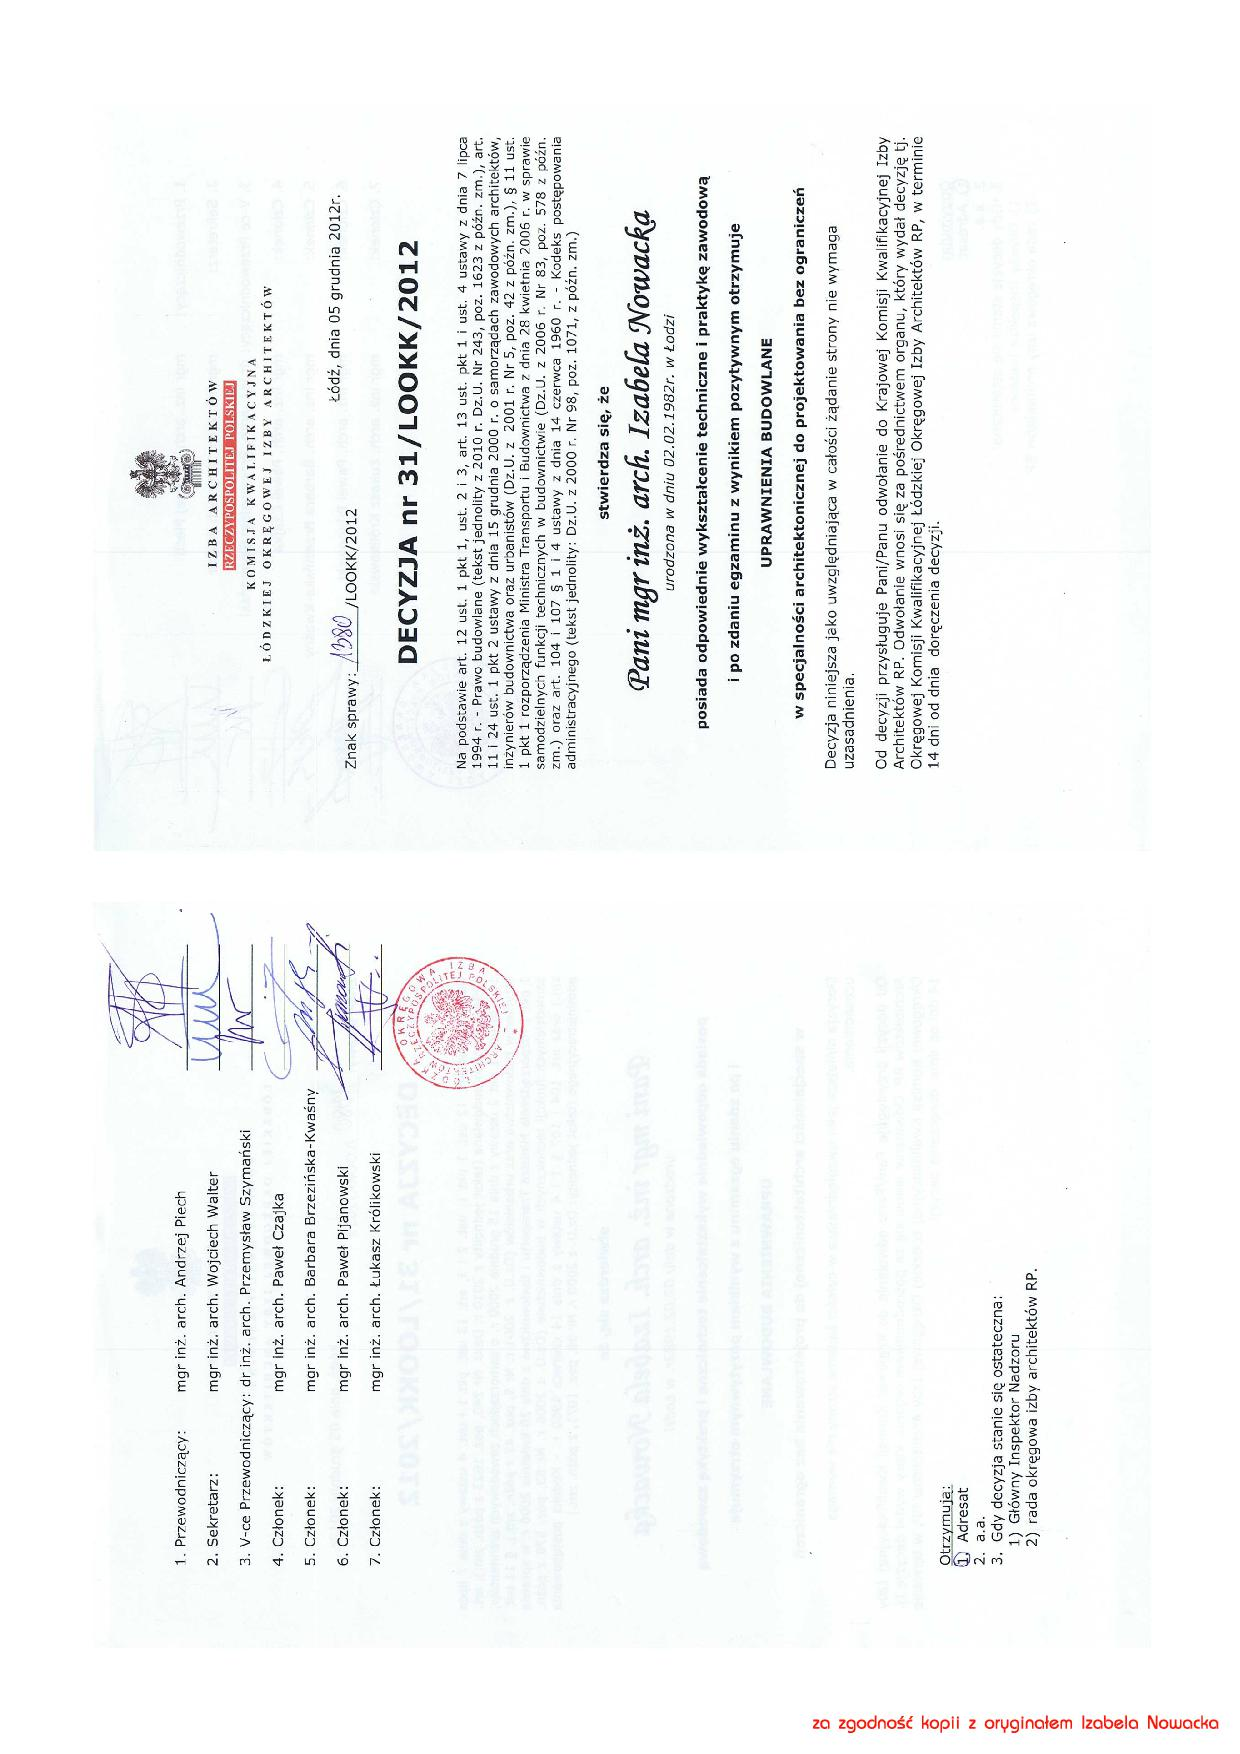 IZBA ARCHITEKTÓW
RZECZYPOSPOLITEJ POLSKIEJ
KOMISJA KWALIFIKACYJNA
ŁÓDZKIEJ OKRĘGOWEJ IZBY ARCHITEKTÓW
Łódź, dnia 05 grudnia 2012r.
Znak sprawy: 1380 /LOOKK/2012
DECYZJA nr 31/LOOKK/2012
Na podstawie art. 12 ust. 1 pkt 1, ust. 2 i 3, art. 13 ust. pkt 1 i ust. 4 ustawy z dnia 7 lipca
1994 r. - Prawo budowlane (tekst jednolity z 2010 r. Dz.U. Nr 243, poz. 1623 z późn. zm.), art.
11 i 24 ust. 1 pkt 2 ustawy z dnia 15 grudnia 2000 r. o samorządach zawodowych architektów,
inżynierów budownictwa oraz urbanistów (Dz.U. z 2001 r. Nr 5, poz. 42 z późn. zm.), § 11 ust.
1 pkt 1 rozporządzenia Ministra Transportu i Budownictwa z dnia 28 kwietnia 2006 r. w sprawie
samodzielnych funkcji technicznych w budownictwie (Dz.U. z 2006 r. Nr 83, poz. 578 z późn.
zm.) oraz art. 104 i 107 § 1 i 4 ustawy z dnia 14 czerwca 1960 r. - Kodeks postępowania
administracyjnego (tekst jednolity: Dz.U. z 2000 r. Nr 98, poz. 1071, z późn. zm.)
stwierdza się, że
Pani mgr inż. arch. Izabela Nowacka
urodzona w dniu 02.02.1982r. w Łodzi
posiada odpowiednie wykształcenie techniczne i praktykę zawodową
i po zdaniu egzaminu z wynikiem pozytywnym otrzymuje
UPRAWNIENIA BUDOWLANE
w specjalności architektonicznej do projektowania bez ograniczeń
Decyzja niniejsza jako uwzględniająca w całości żądanie strony nie wymaga
uzasadnienia.
Od decyzji przysługuje Pani/Panu odwołanie do Krajowej Komisji Kwalifikacyjnej Izby
Architektów RP. Odwołanie wnosi się za pośrednictwem organu, który wydał decyzję tj.
Okręgowej Komisji Kwalifikacyjnej Łódzkiej Okręgowej Izby Architektów RP, w terminie
14 dni od dnia doręczenia decyzji.
1. Przewodniczący: mgr inż. arch. Andrzej Piech
2. Sekretarz: mgr inż. arch. Wojciech Walter
3. V-ce Przewodniczący: dr inż. arch. Przemysław Szymański
4. Członek: mgr inż. arch. Paweł Czajka
5. Członek: mgr inż. arch. Barbara Brzezińska-Kwaśny
6. Członek: mgr inż. arch. Paweł Pijanowski
7. Członek: mgr inż. arch. Łukasz Królikowski
ŁÓDZKA OKRĘGOWA IZBA ARCHITEKTÓW RZECZYPOSPOLITEJ POLSKIEJ
Otrzymują:
1. Adresat
2. a.a.
3. Gdy decyzja stanie się ostateczna:
1) Główny Inspektor Nadzoru
2) rada okręgowa izby architektów RP.
za zgodność kopii z oryginałem Izabela Nowacka